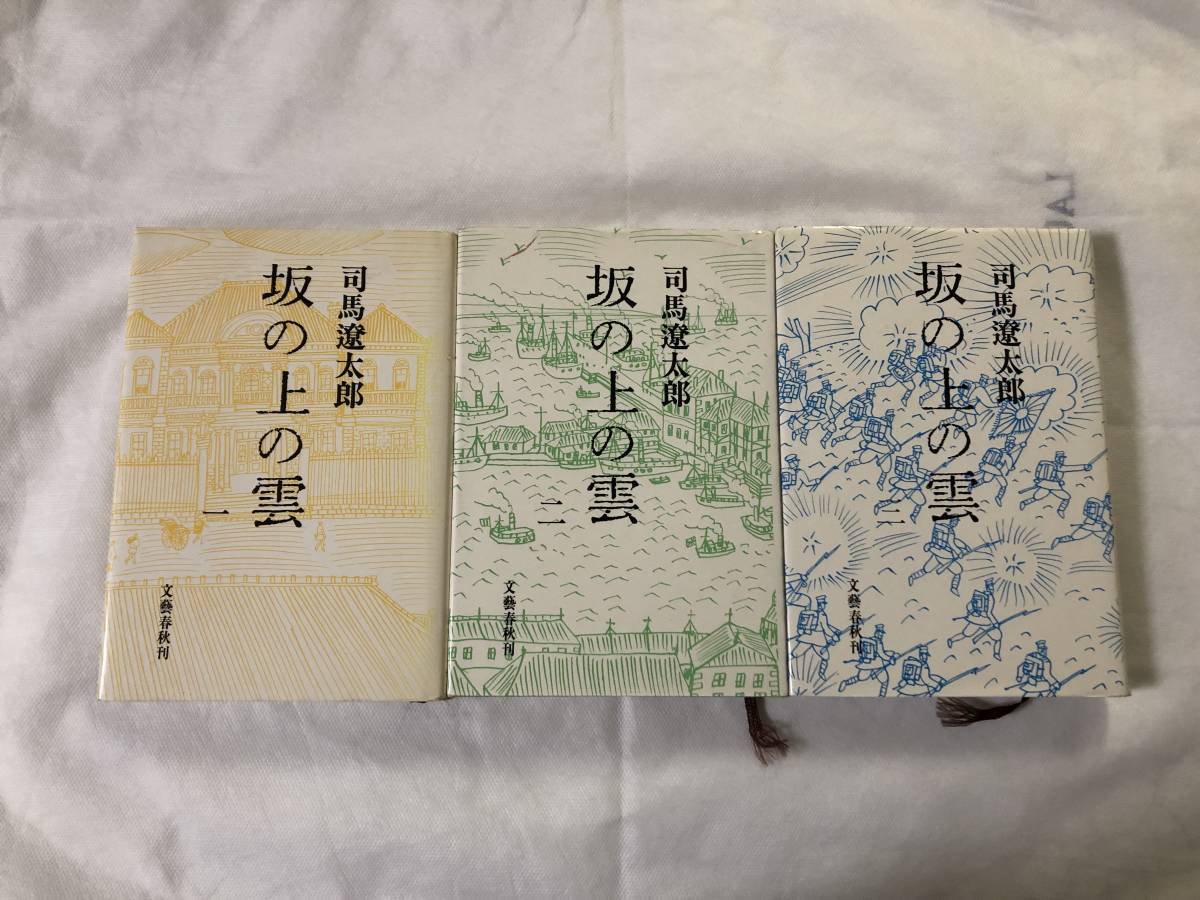 司馬遼太郎
坂の上の雲
一
文藝春秋刊
司馬遼太郎
坂の上の雲
二
文藝春秋刊
司馬遼太郎
坂の上の雲
三
文藝春秋刊